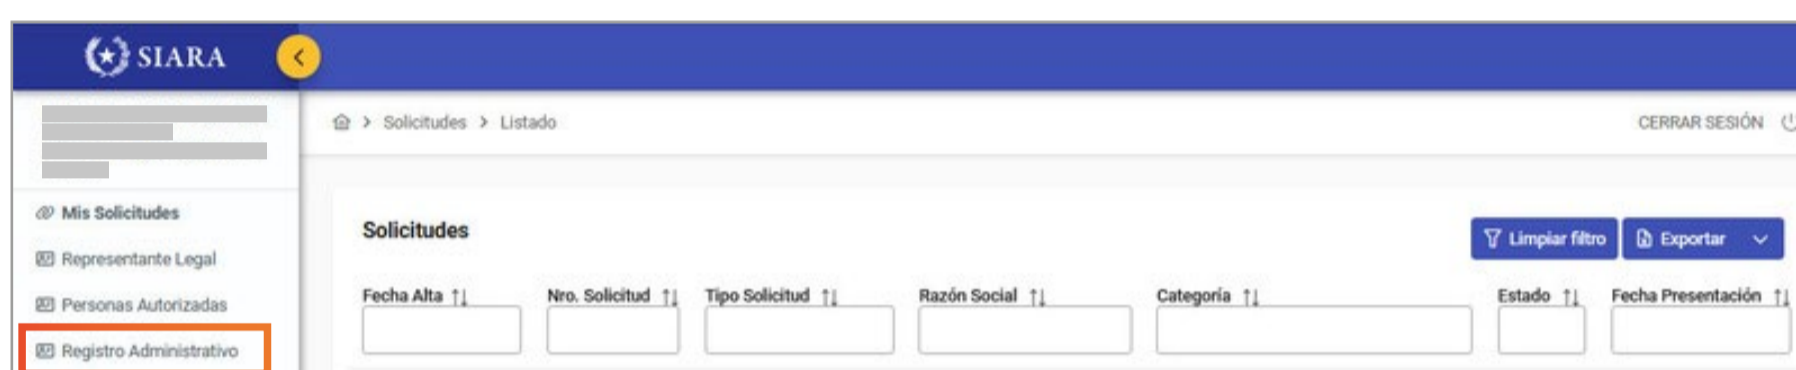 SIARA
Solicitudes > Listado
CERRAR SESIÓN
Mis Solicitudes
Representante Legal
Personas Autorizadas
Registro Administrativo
Solicitudes
Limpiar filtro
Exportar
Fecha Alta Nro. Solicitud Tipo Solicitud Razón Social Categoría Estado Fecha Presentación